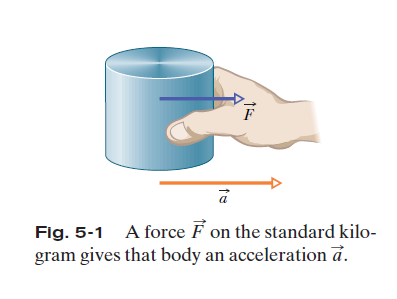 F⃗
a⃗
Fig. 5-1 A force F⃗ on the standard kilo-
gram gives that body an acceleration a⃗.